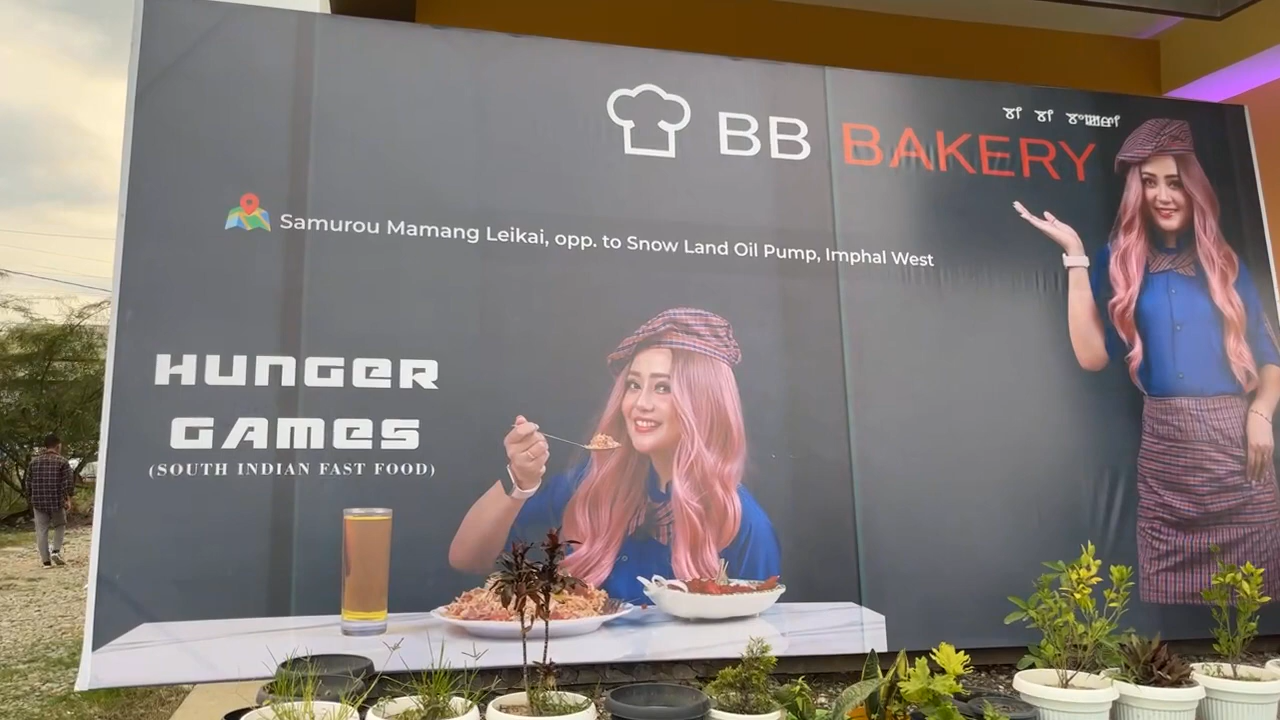 ꯕꯤ ꯕꯤ
BB BAKERY
Samurou Mamang Leikai, opp. to Snow Land Oil Pump, Imphal West
HUNGER
GAMES
(SOUTH INDIAN FAST FOOD)